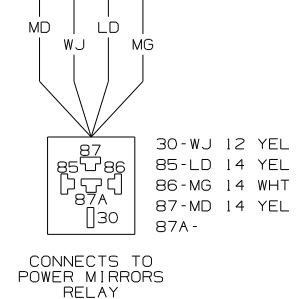 MD
LD
WJ
MG
87
85
86
87A
30
30-WJ 12 YEL
85-LD 14 YEL
86-MG 14 WHT
87-MD 14 YEL
87A-
CONNECTS TO
POWER MIRRORS
RELAY